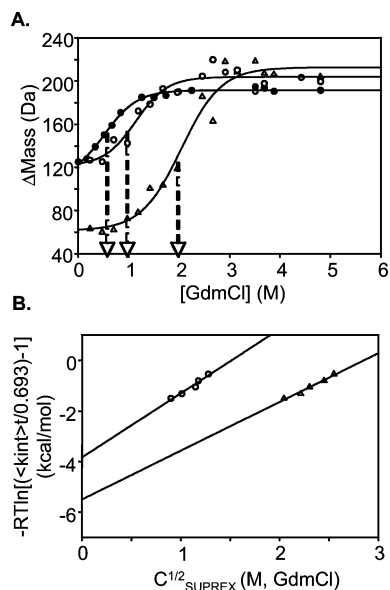 A.
ΔMass (Da)
240
200
160
120
80
40
0 1 2 3 4 5 6
[GdmCl] (M)
B.
-RTln[(<kint>t/0.693)-1]
(kcal/mol)
0
-2
-4
-6
0 1 2 3
C1/2SUPREX (M, GdmCl)